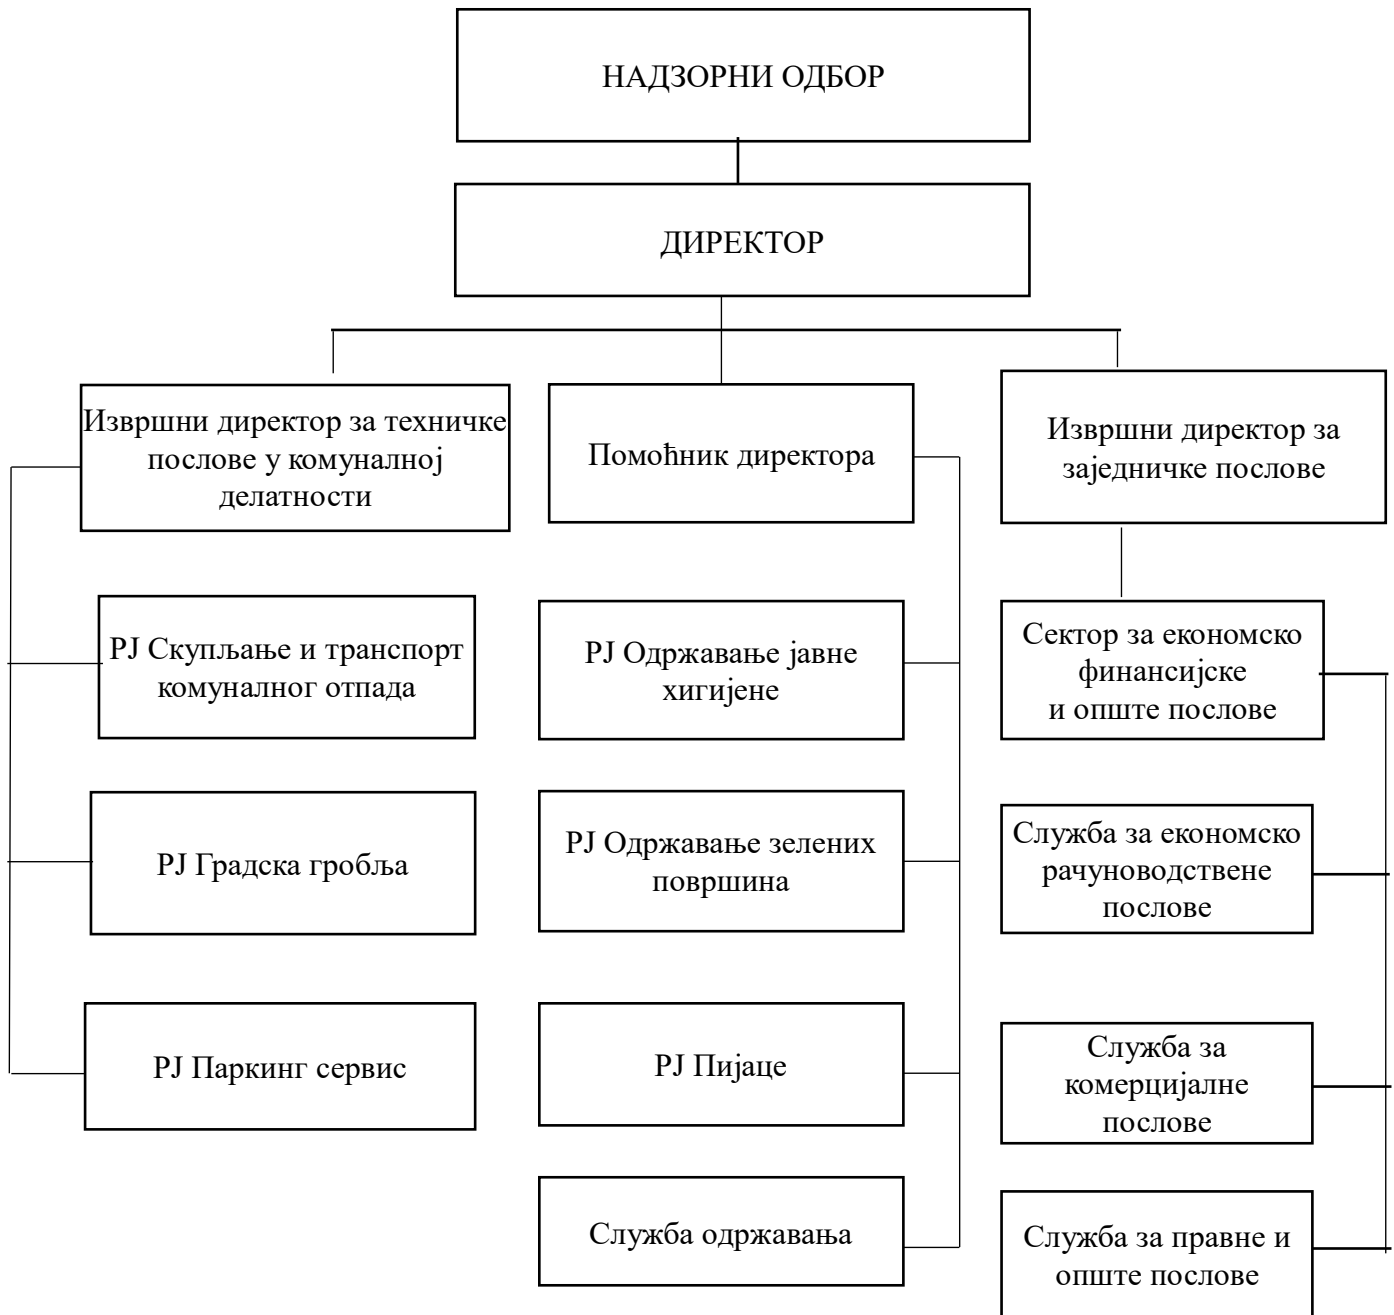 НАДЗОРНИ ОДБОР
ДИРЕКТОР
Извршни директор за техничке
послове у комуналној
делатности
Помоћник директора
Извршни директор за
заједничке послове
РЈ Скупљање и транспорт
комуналног отпада
РЈ Одржавање јавне
хигијене
Сектор за економско
финансијске
и опште послове
РЈ Градска гробља
РЈ Одржавање зелених
површина
Служба за економско
рачуноводствене
послове
РЈ Паркинг сервис
РЈ Пијаце
Служба за
комерцијалне
послове
Служба одржавања
Служба за правне и
опште послове